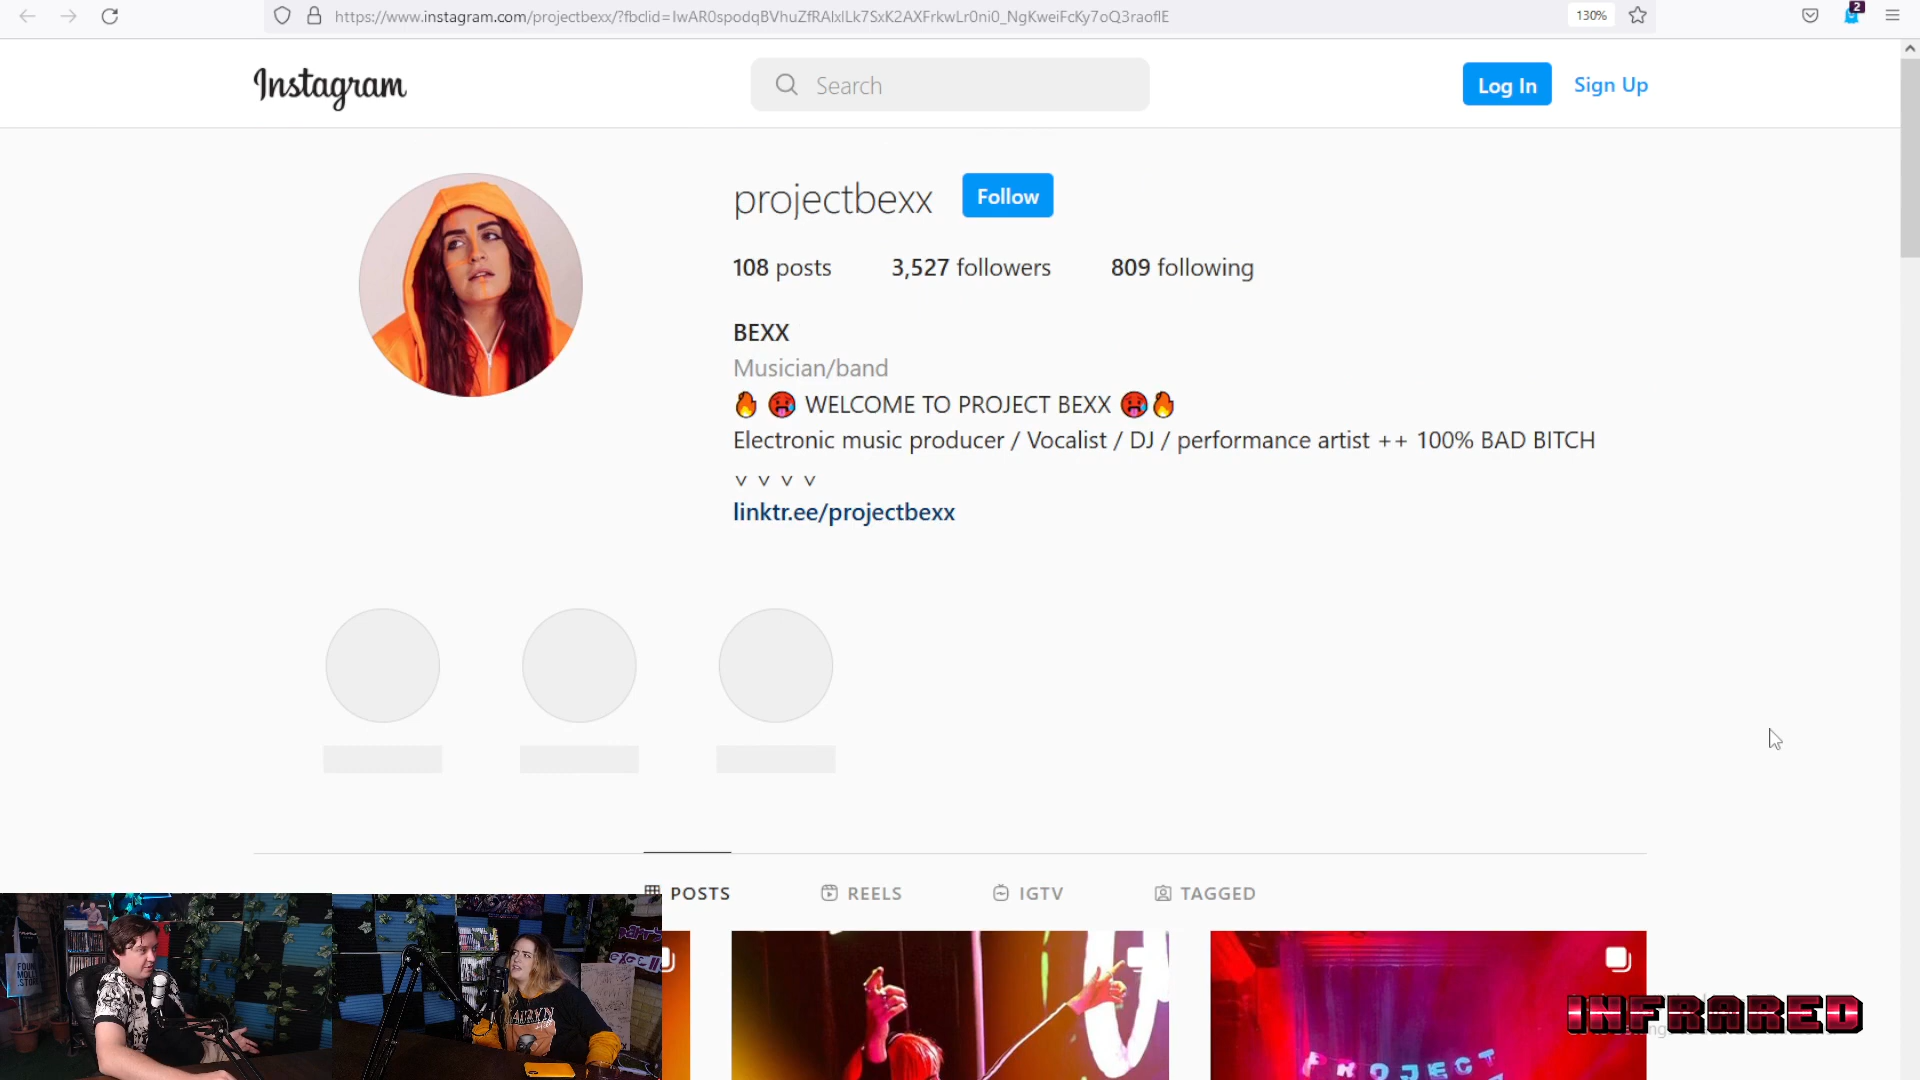 https://www.instagram.com/projectbexx/?fbclid=IwAR0spodqBVhuZfRAlxlLk7SxK2AXFrkwLr0ni0_NgKweiFcKy7oQ3raoflE
130%
2
Instagram
Search
Log In
Sign Up
projectbexx
Follow
108 posts
3,527 followers
809 following
BEXX
Musician/band
🔥 🥵 WELCOME TO PROJECT BEXX 🥵🔥
Electronic music producer / Vocalist / DJ / performance artist ++ 100% BAD BITCH
v v v v
linktr.ee/projectbexx
POSTS
REELS
IGTV
TAGGED
INFRARED
PROJECT